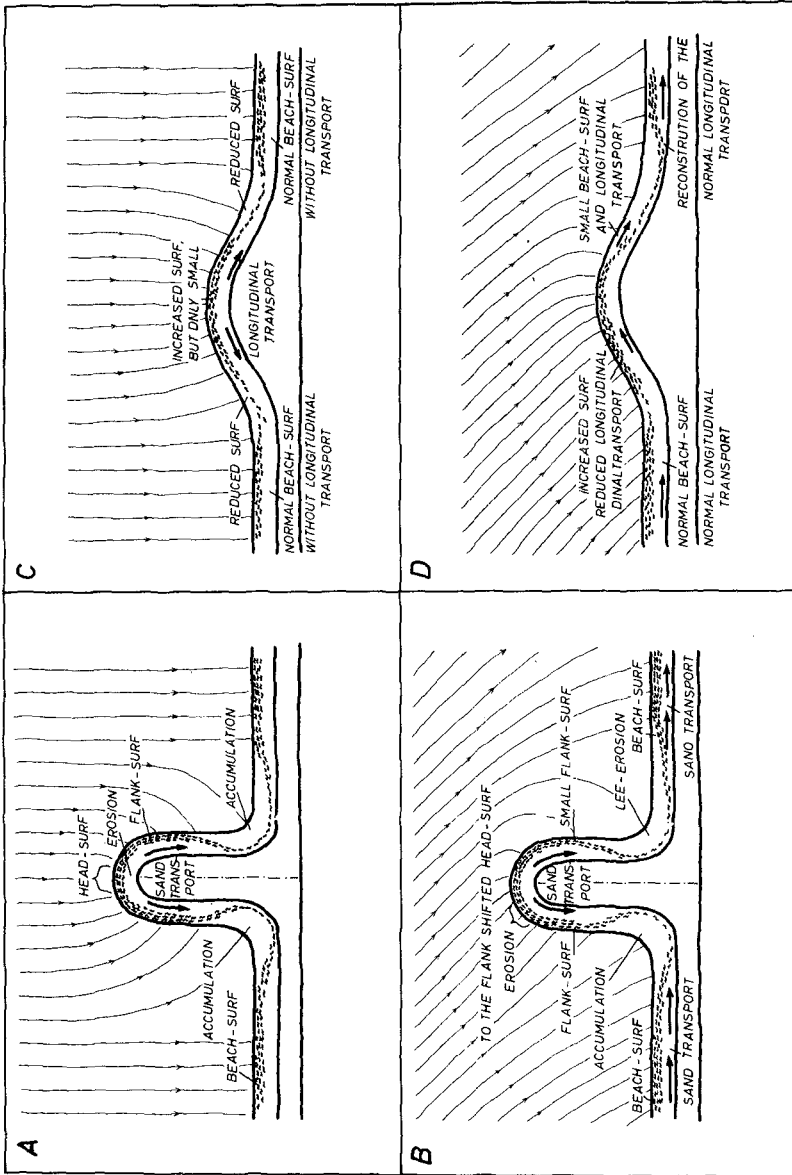 A
HEAD-SURF
EROSION
FLANK-SURF
SAND
TRANS-
PORT
ACCUMULATION
ACCUMULATION
BEACH-SURF
B
TO THE FLANK SHIFTED HEAD-SURF
EROSION
SAND
TRANS-
PORT
FLANK-SURF
SMALL FLANK-SURF
ACCUMULATION
LEE-EROSION
BEACH-SURF
BEACH-SURF
SAND TRANSPORT
SANO TRANSPORT
C
INCREASED SURF,
BUT DNLY SMALL
LONGITUDINAL
TRANSPORT
REDUCED SURF
REDUCED SURF
NORMAL BEACH-SURF
WITHOUT LONGITUDINAL
TRANSPORT
NORMAL BEACH-SURF
WITHOUT LONGITUDINAL
TRANSPORT
D
INCREASED SURF
REDUCED LONGITUDINAL
DINALTRANSPORT
SMALL BEACH-SURF
AND LONGITUDINAL
TRANSPORT
NORMAL BEACH-SURF
NORMAL LONGITUDINAL
TRANSPORT
RECONSTRUTION OF THE
NORMAL LONGITUDINAL
TRANSPORT